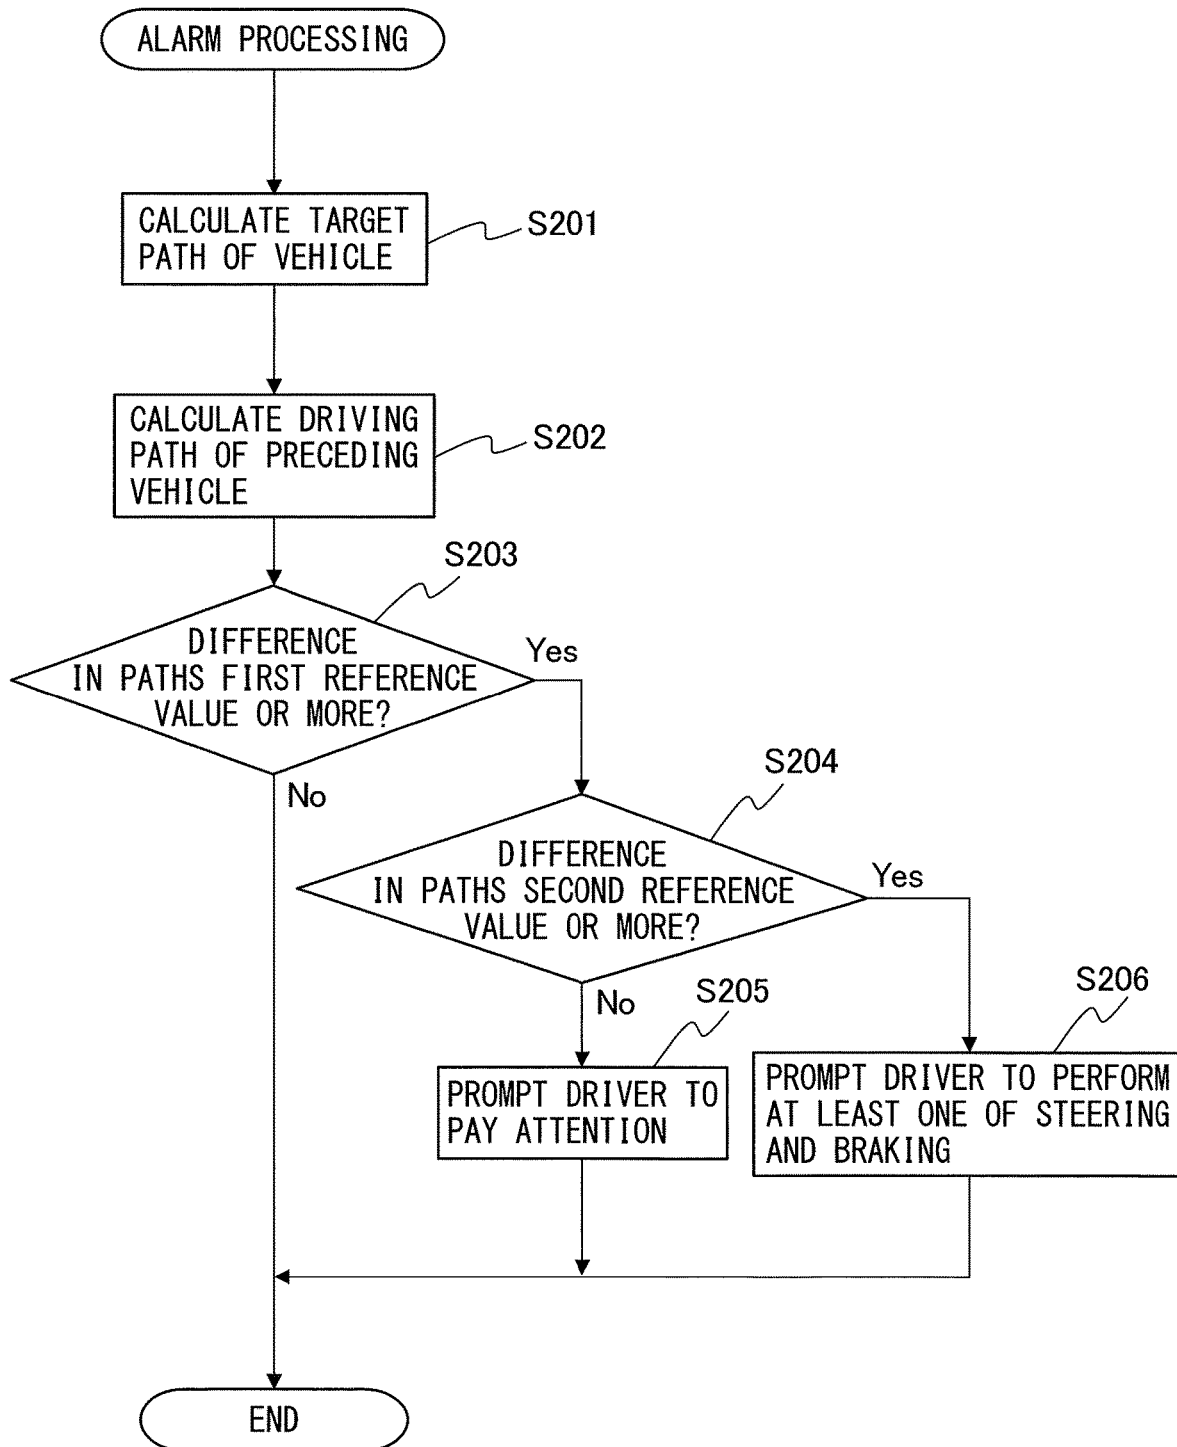 ALARM PROCESSING
CALCULATE TARGET
PATH OF VEHICLE
S201
CALCULATE DRIVING
PATH OF PRECEDING
VEHICLE
S202
S203
DIFFERENCE
IN PATHS FIRST REFERENCE
VALUE OR MORE?
Yes
No
S204
DIFFERENCE
IN PATHS SECOND REFERENCE
VALUE OR MORE?
Yes
No
S205
PROMPT DRIVER TO
PAY ATTENTION
S206
PROMPT DRIVER TO PERFORM
AT LEAST ONE OF STEERING
AND BRAKING
END